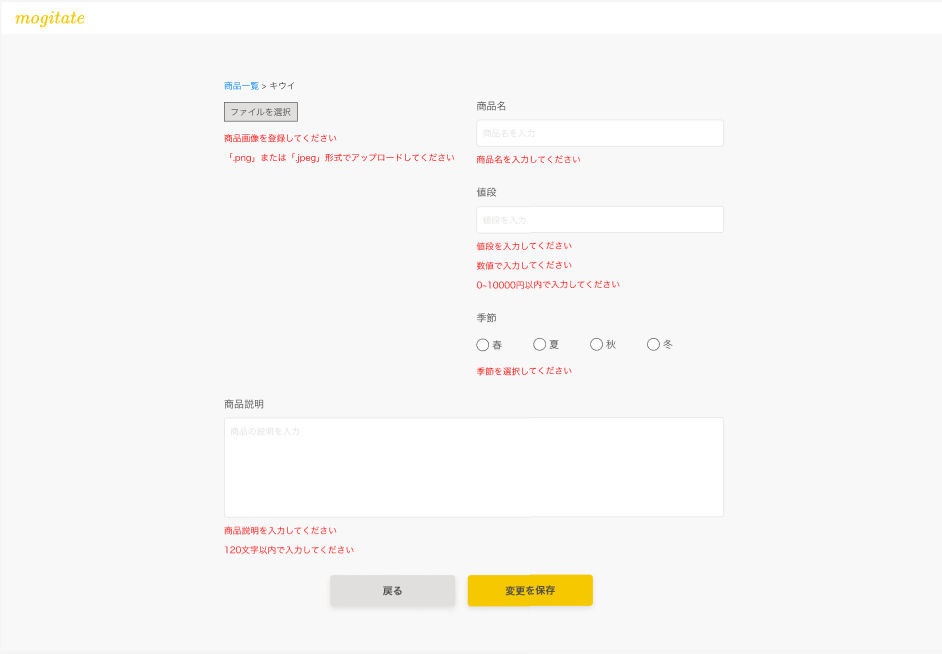 mogitate
商品一覧 > キウイ
ファイルを選択
商品画像を登録してください
「.png」または「.jpeg」形式でアップロードしてください
商品名
商品名を入力
商品名を入力してください
値段
値段を入力
値段を入力してください
数値で入力してください
0~10000円以内で入力してください
季節
春 夏 秋 冬
季節を選択してください
商品説明
商品の説明を入力
商品説明を入力してください
120文字以内で入力してください
戻る 変更を保存